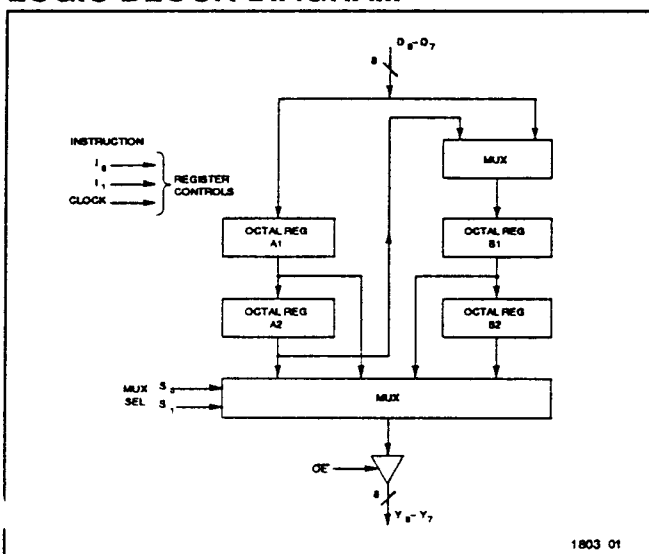 LOGIC BLOCK DIAGRAM
D₀–D₇
8
INSTRUCTION
I₀
I₁
CLOCK
REGISTER
CONTROLS
MUX
OCTAL REG
A1
OCTAL REG
B1
OCTAL REG
A2
OCTAL REG
B2
MUX
SEL
S₀
S₁
MUX
OE
8
Y₀–Y₇
1803 01